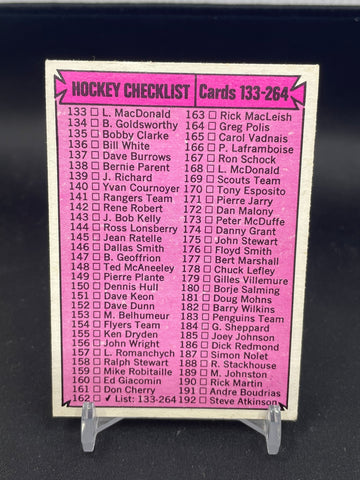 HOCKEY CHECKLIST Cards 133-264
133 ☐ L. MacDonald
134 ☐ B. Goldsworthy
135 ☐ Bobby Clarke
136 ☐ Bill White
137 ☐ Dave Burrows
138 ☐ Bernie Parent
139 ☐ J. Richard
140 ☐ Yvan Cournoyer
141 ☐ Rangers Team
142 ☐ Rene Robert
143 ☐ J. Bob Kelly
144 ☐ Ross Lonsberry
145 ☐ Jean Ratelle
146 ☐ Dallas Smith
147 ☐ B. Geoffrion
148 ☐ Ted McAneeley
149 ☐ Pierre Plante
150 ☐ Dennis Hull
151 ☐ Dave Keon
152 ☐ Dave Dunn
153 ☐ M. Belhumeur
154 ☐ Flyers Team
155 ☐ Ken Dryden
156 ☐ John Wright
157 ☐ L. Romanchych
158 ☐ Ralph Stewart
159 ☐ Mike Robitaille
160 ☐ Ed Giacomin
161 ☐ Don Cherry
162 ☐ ✓ List: 133-264
163 ☐ Rick MacLeish
164 ☐ Greg Polis
165 ☐ Carol Vadnais
166 ☐ P. Laframboise
167 ☐ Ron Schock
168 ☐ L. McDonald
169 ☐ Scouts Team
170 ☐ Tony Esposito
171 ☐ Pierre Jarry
172 ☐ Dan Malony
173 ☐ Peter McDuffe
174 ☐ Danny Grant
175 ☐ John Stewart
176 ☐ Floyd Smith
177 ☐ Bert Marshall
178 ☐ Chuck Lefley
179 ☐ Gilles Villemure
180 ☐ Borje Salming
181 ☐ Doug Mohns
182 ☐ Barry Wilkins
183 ☐ Penguins Team
184 ☐ G. Sheppard
185 ☐ Joey Johnson
186 ☐ Dick Redmond
187 ☐ Simon Nolet
188 ☐ R. Stackhouse
189 ☐ M. Johnston
190 ☐ Rick Martin
191 ☐ Andre Boudrias
192 ☐ Steve Atkinson